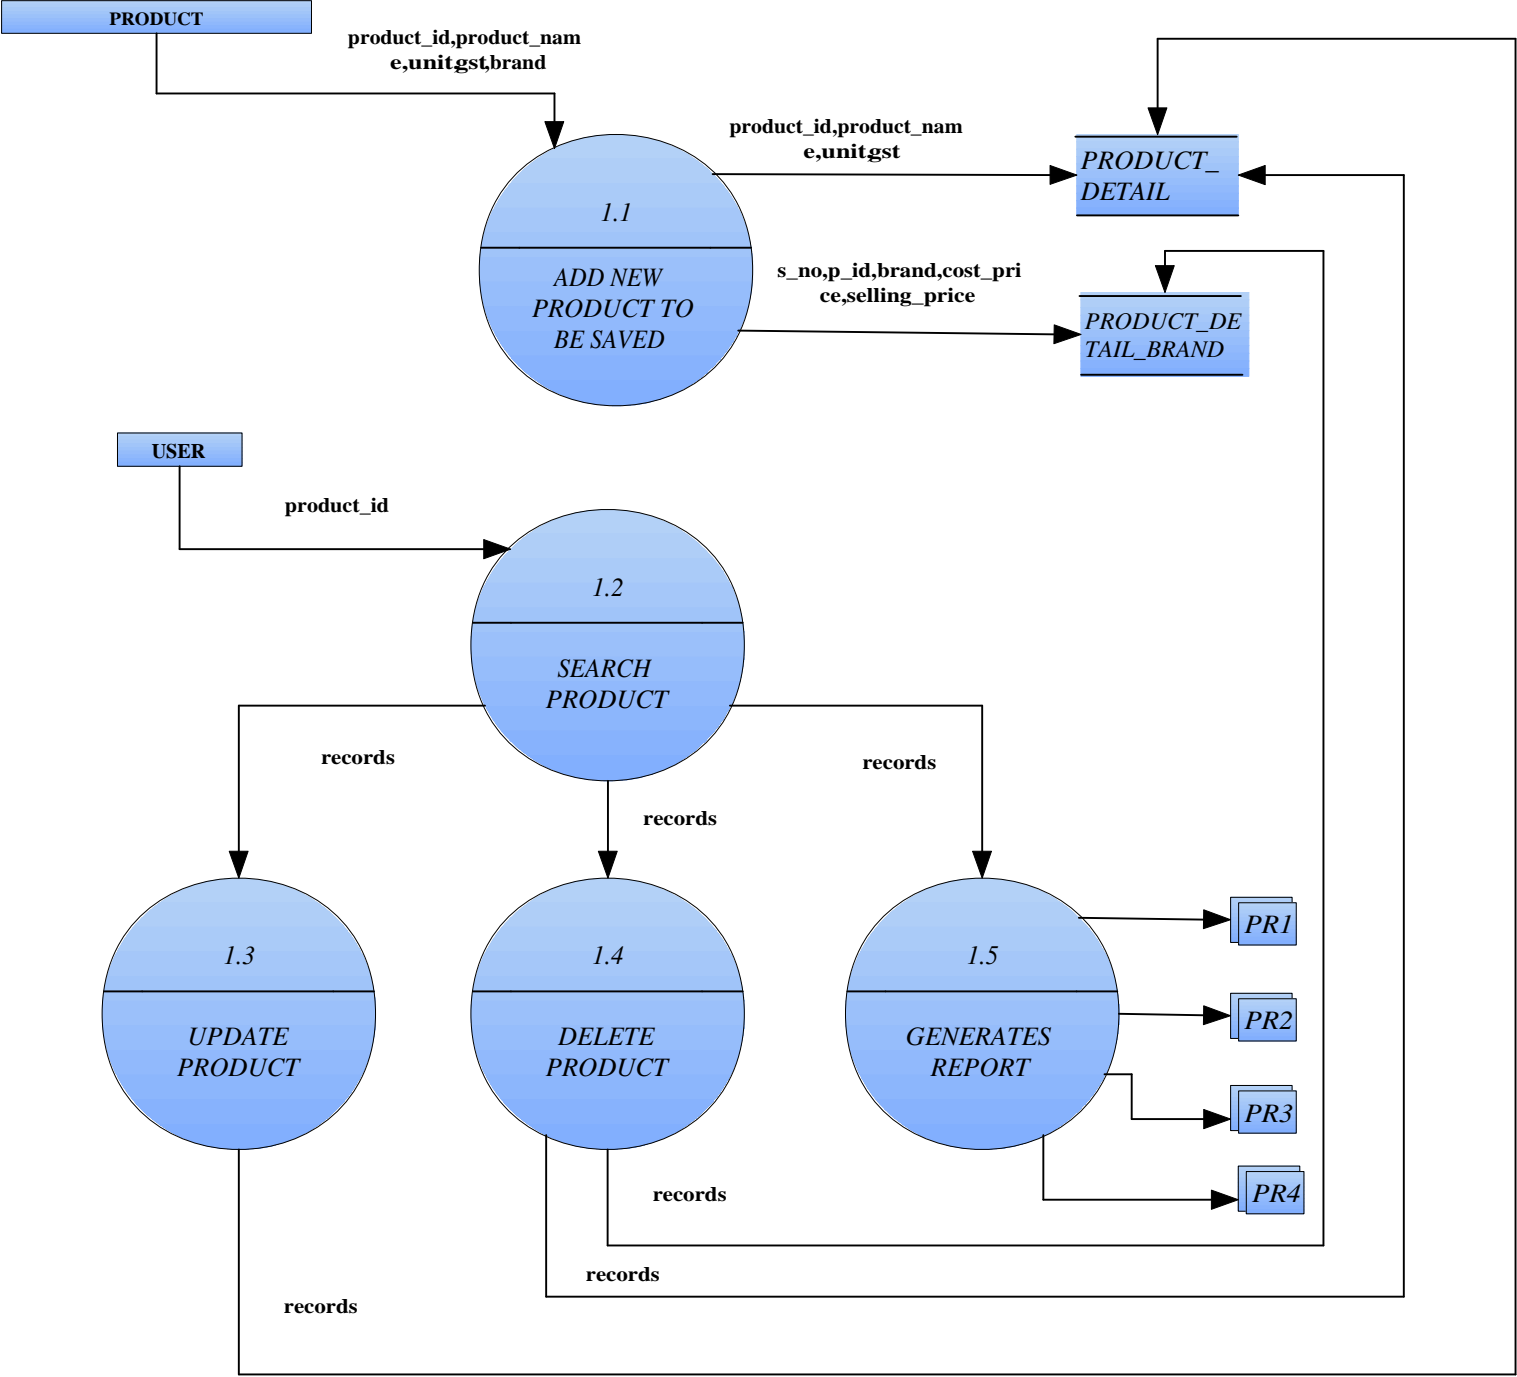 PRODUCT
product_id,product_nam
e,unit,gst,brand
product_id,product_nam
e,unit,gst
PRODUCT_
DETAIL
1.1
ADD NEW
PRODUCT TO
BE SAVED
s_no,p_id,brand,cost_pri
ce,selling_price
PRODUCT_DE
TAIL_BRAND
USER
product_id
1.2
SEARCH
PRODUCT
records
records
records
1.3
UPDATE
PRODUCT
1.4
DELETE
PRODUCT
1.5
GENERATES
REPORT
PR1
PR2
PR3
PR4
records
records
records